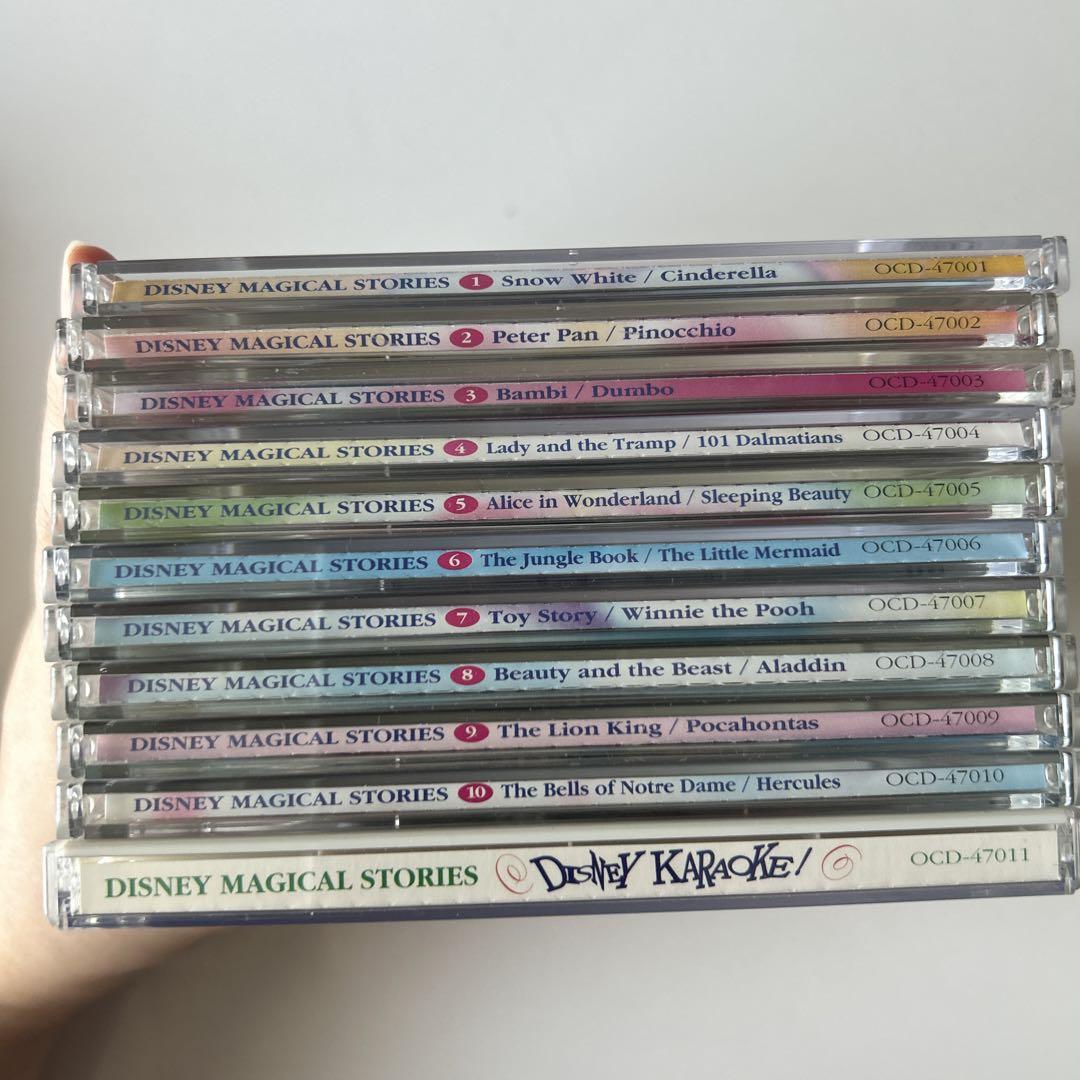 DISNEY MAGICAL STORIES 1 Snow White / Cinderella OCD-47001
DISNEY MAGICAL STORIES 2 Peter Pan / Pinocchio OCD-47002
DISNEY MAGICAL STORIES 3 Bambi / Dumbo OCD-47003
DISNEY MAGICAL STORIES 4 Lady and the Tramp / 101 Dalmatians OCD-47004
DISNEY MAGICAL STORIES 5 Alice in Wonderland / Sleeping Beauty OCD-47005
DISNEY MAGICAL STORIES 6 The Jungle Book / The Little Mermaid OCD-47006
DISNEY MAGICAL STORIES 7 Toy Story / Winnie the Pooh OCD-47007
DISNEY MAGICAL STORIES 8 Beauty and the Beast / Aladdin OCD-47008
DISNEY MAGICAL STORIES 9 The Lion King / Pocahontas OCD-47009
DISNEY MAGICAL STORIES 10 The Bells of Notre Dame / Hercules OCD-47010
DISNEY MAGICAL STORIES DISNEY KARAOKE! OCD-47011